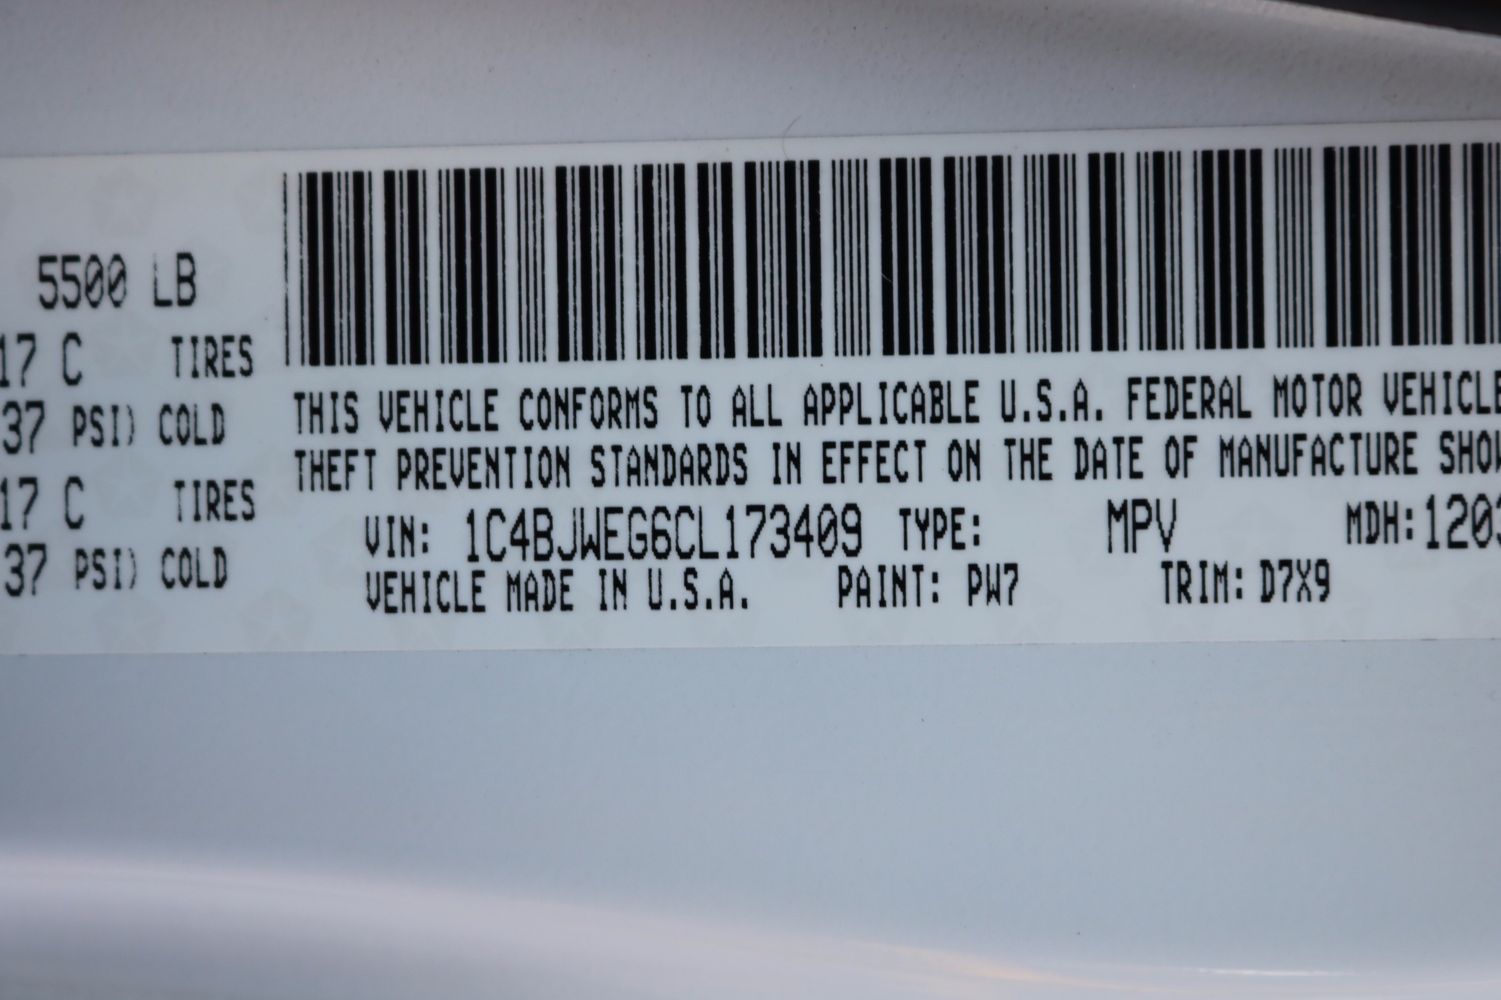 5500 LB
17 C TIRES
37 PSI) COLD
17 C TIRES
37 PSI) COLD
THIS VEHICLE CONFORMS TO ALL APPLICABLE U.S.A. FEDERAL MOTOR VEHICLE
THEFT PREVENTION STANDARDS IN EFFECT ON THE DATE OF MANUFACTURE SHOW
VIN: 1C4BJWEG6CL173409 TYPE: MPV MDH: 1203
VEHICLE MADE IN U.S.A. PAINT: PW7 TRIM: D7X9